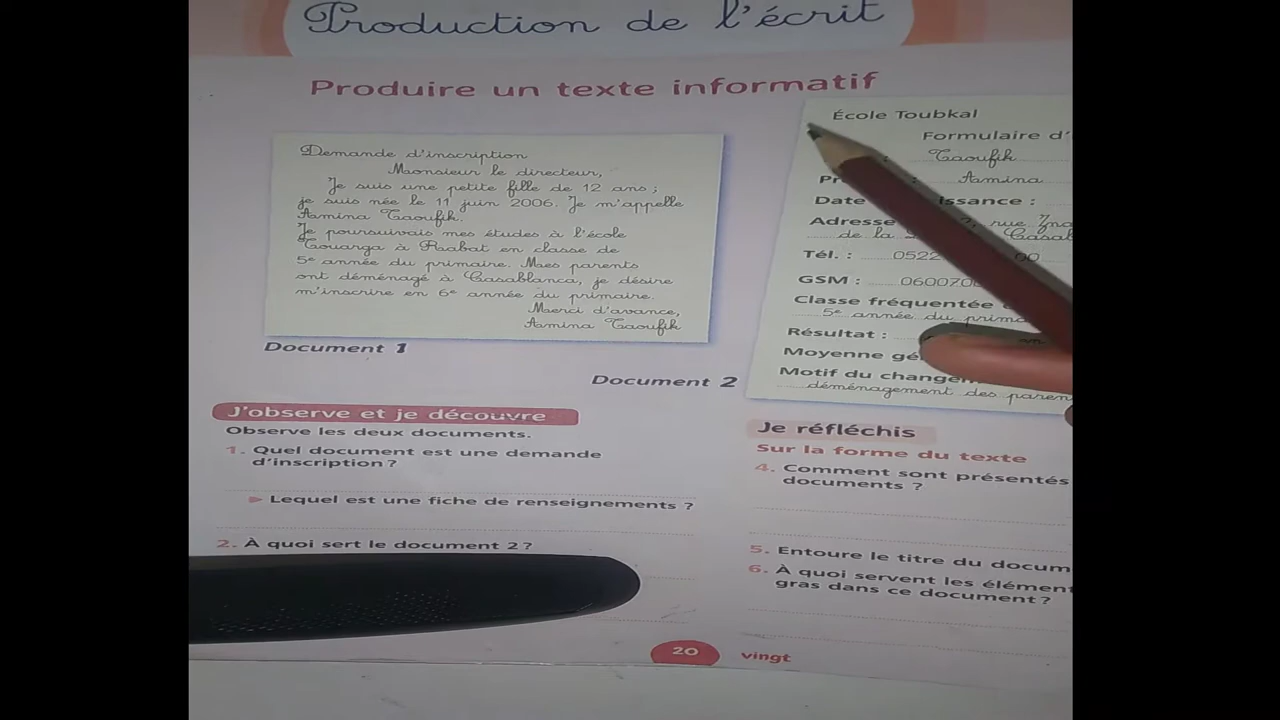 Production de l'écrit
Produire un texte informatif
Demande d'inscription
Monsieur le directeur,
Je suis une petite fille de 12 ans ;
je suis née le 11 juin 2006. Je m'appelle
Amina Taoufik.
Je poursuivais mes études à l'école
Touarga à Rabat en classe de
5e année du primaire. Mes parents
ont déménagé à Casablanca, je désire
m'inscrire en 6e année du primaire.
Merci d'avance,
Amina Taoufik
Document 1
École Toubkal
Formulaire d'
: Taoufik
: Amina
Date issance :
Adresse rue
de la
Tél. : 0522 00
GSM :
Classe fréquentée
5e année du prim
Résultat :
Moyenne gé
Motif du changem
déménagement des paren
Document 2
J'observe et je découvre
Observe les deux documents.
1. Quel document est une demande
d'inscription ?
► Lequel est une fiche de renseignements ?
2. À quoi sert le document 2 ?
Je réfléchis
Sur la forme du texte
4. Comment sont présentés
documents ?
5. Entoure le titre du docum
6. À quoi servent les élément
gras dans ce document ?
20 vingt